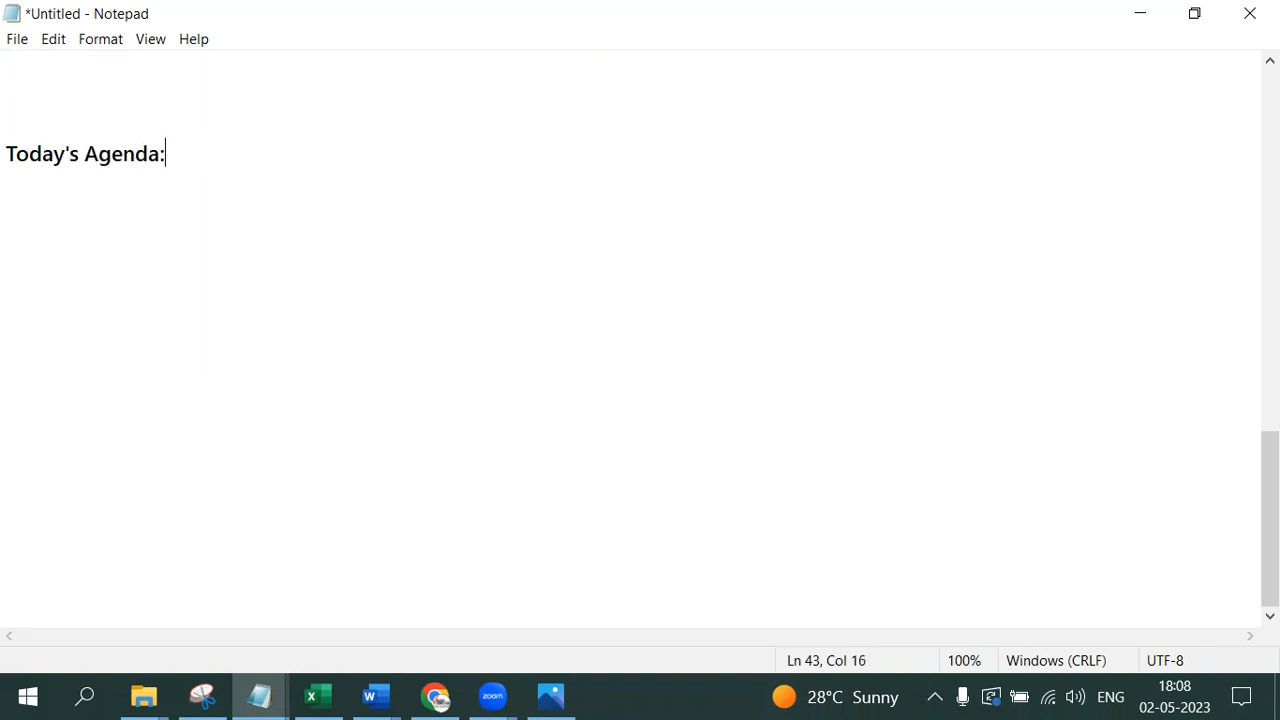 *Untitled - Notepad
File Edit Format View Help
Today's Agenda:
Ln 43, Col 16 100% Windows (CRLF) UTF-8
zoom 28°C Sunny ENG 18:08
02-05-2023